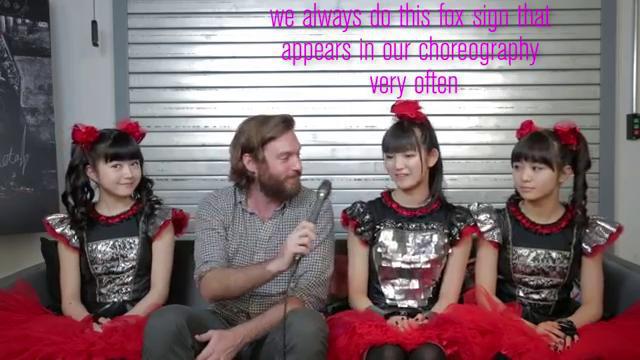 we always do this fox sign that
appears in our choreography
very often